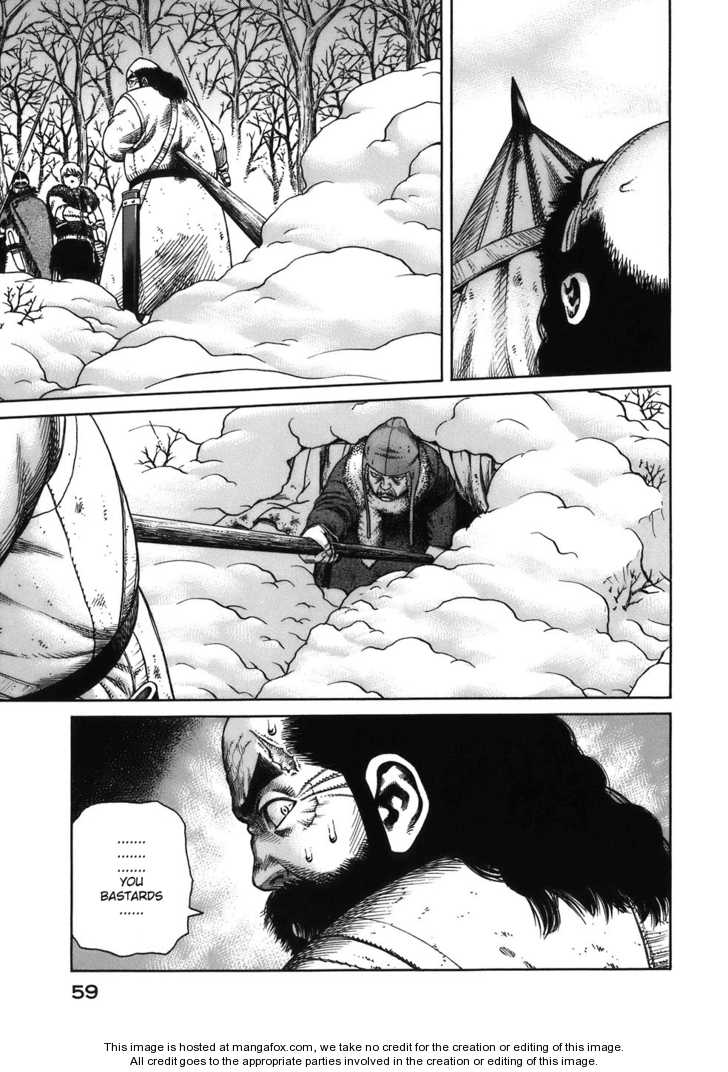 .......
.......
.......
YOU
BASTARDS
......
59
This image is hosted at mangafox.com, we take no credit for the creation or editing of this image.
All credit goes to the appropriate parties involved in the creation or editing of this image.